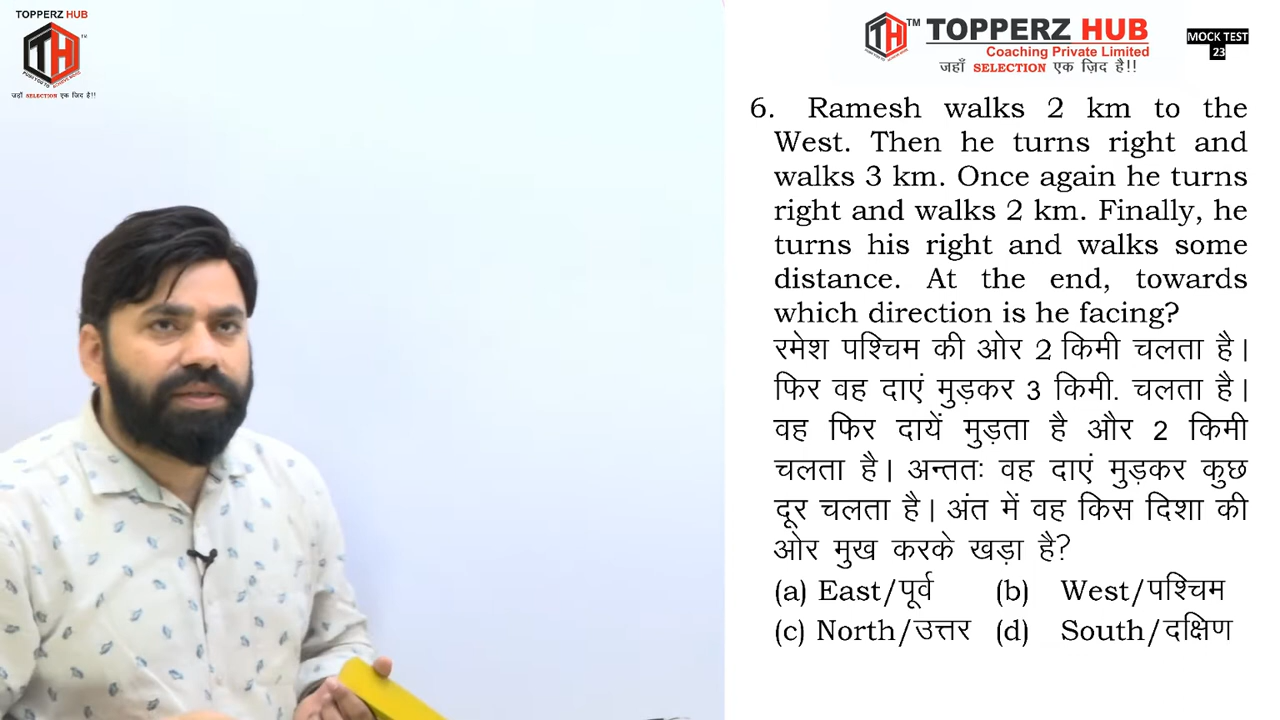 TOPPERZ HUB
TH
TM
जहाँ SELECTION एक ज़िद है!!
TH
TM
TOPPERZ HUB
Coaching Private Limited
जहाँ SELECTION एक ज़िद है!!
MOCK TEST
23
6. Ramesh walks 2 km to the
West. Then he turns right and
walks 3 km. Once again he turns
right and walks 2 km. Finally, he
turns his right and walks some
distance. At the end, towards
which direction is he facing?
रमेश पश्चिम की ओर 2 किमी चलता है।
फिर वह दाएं मुड़कर 3 किमी. चलता है।
वह फिर दायें मुड़ता है और 2 किमी
चलता है। अन्ततः वह दाएं मुड़कर कुछ
दूर चलता है। अंत में वह किस दिशा की
ओर मुख करके खड़ा है?
(a) East/पूर्व (b) West/पश्चिम
(c) North/उत्तर (d) South/दक्षिण